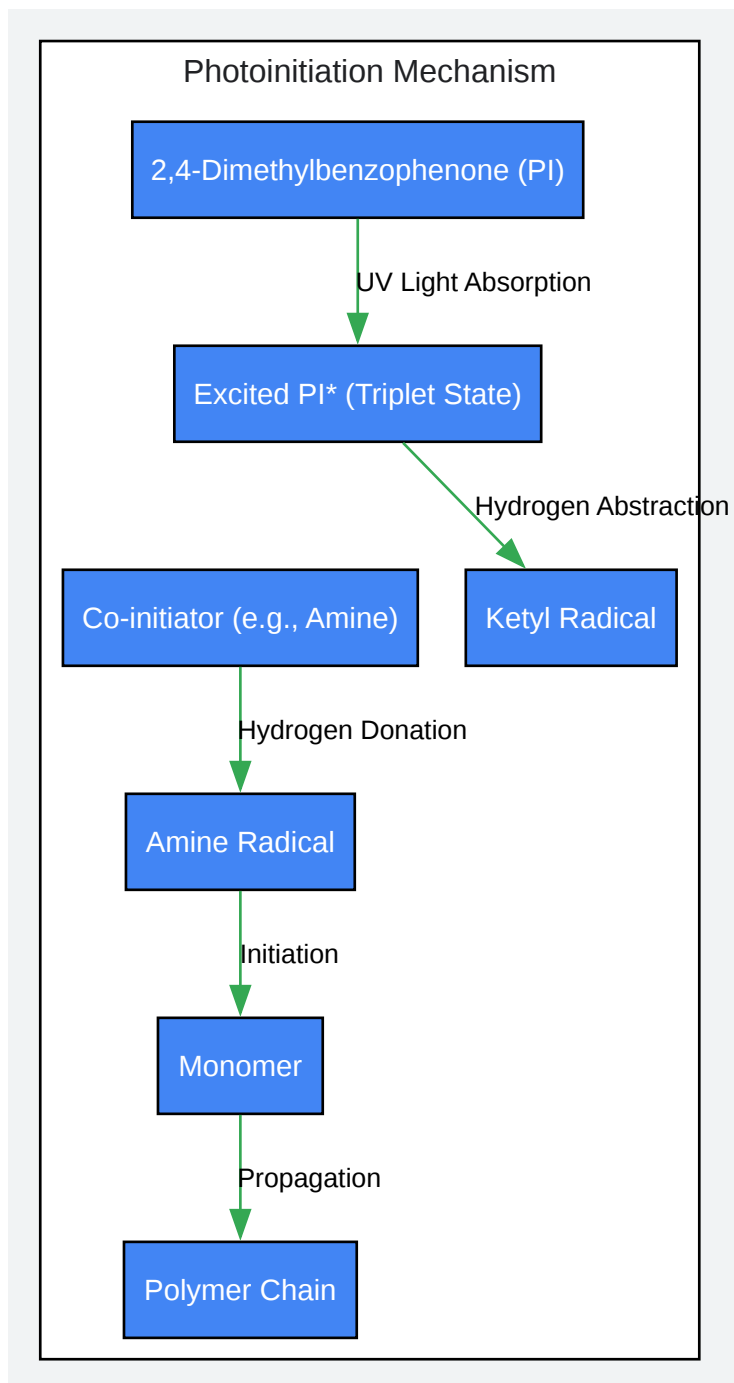 Photoinitiation Mechanism
2,4-Dimethylbenzophenone (PI)
UV Light Absorption
Excited PI* (Triplet State)
Hydrogen Abstraction
Co-initiator (e.g., Amine)
Ketyl Radical
Hydrogen Donation
Amine Radical
Initiation
Monomer
Propagation
Polymer Chain